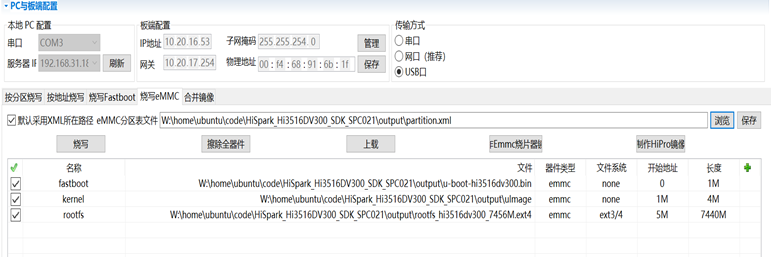 PC与板端配置
本地 PC 配置
串口 COM3
服务器 IF 192.168.31.18 刷新
板端配置
IP地址 10.20.16.53 子网掩码 255.255.254.0 管理
网关 10.20.17.254 物理地址 00 : f4 : 68 : 91 : 6b : 1f 保存
传输方式
串口
网口（推荐）
USB口
按分区烧写 按地址烧写 烧写Fastboot 烧写eMMC 合并镜像
默认采用XML所在路径 eMMC分区表文件 W:\home\ubuntu\code\HiSpark_Hi3516DV300_SDK_SPC021\output\partition.xml 浏览 保存
烧写 擦除全器件 上载 Emmc烧片器镜 制作HiPro镜像
名称 文件 器件类型 文件系统 开始地址 长度
fastboot W:\home\ubuntu\code\HiSpark_Hi3516DV300_SDK_SPC021\output\u-boot-hi3516dv300.bin emmc none 0 1M
kernel W:\home\ubuntu\code\HiSpark_Hi3516DV300_SDK_SPC021\output\uImage emmc none 1M 4M
rootfs W:\home\ubuntu\code\HiSpark_Hi3516DV300_SDK_SPC021\output\rootfs_hi3516dv300_7456M.ext4 emmc ext3/4 5M 7440M